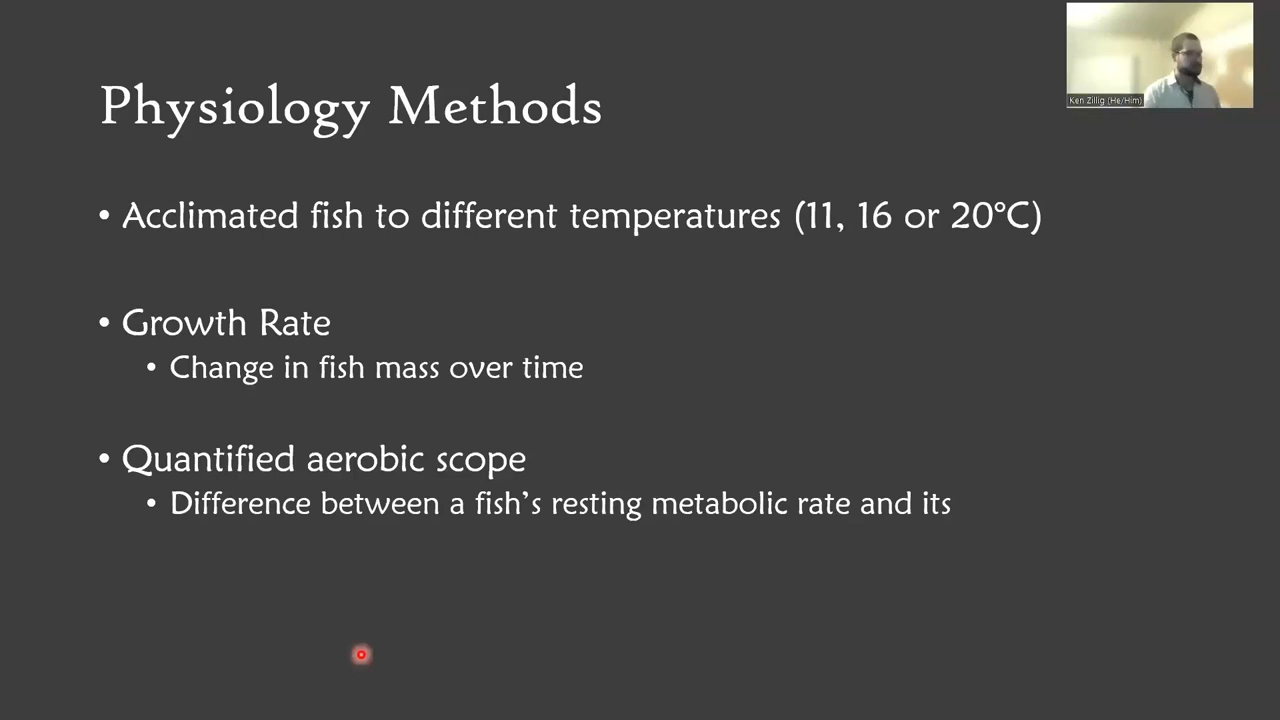 Ken Zillig (He/Him)
Physiology Methods
• Acclimated fish to different temperatures (11, 16 or 20°C)
• Growth Rate
• Change in fish mass over time
• Quantified aerobic scope
• Difference between a fish’s resting metabolic rate and its